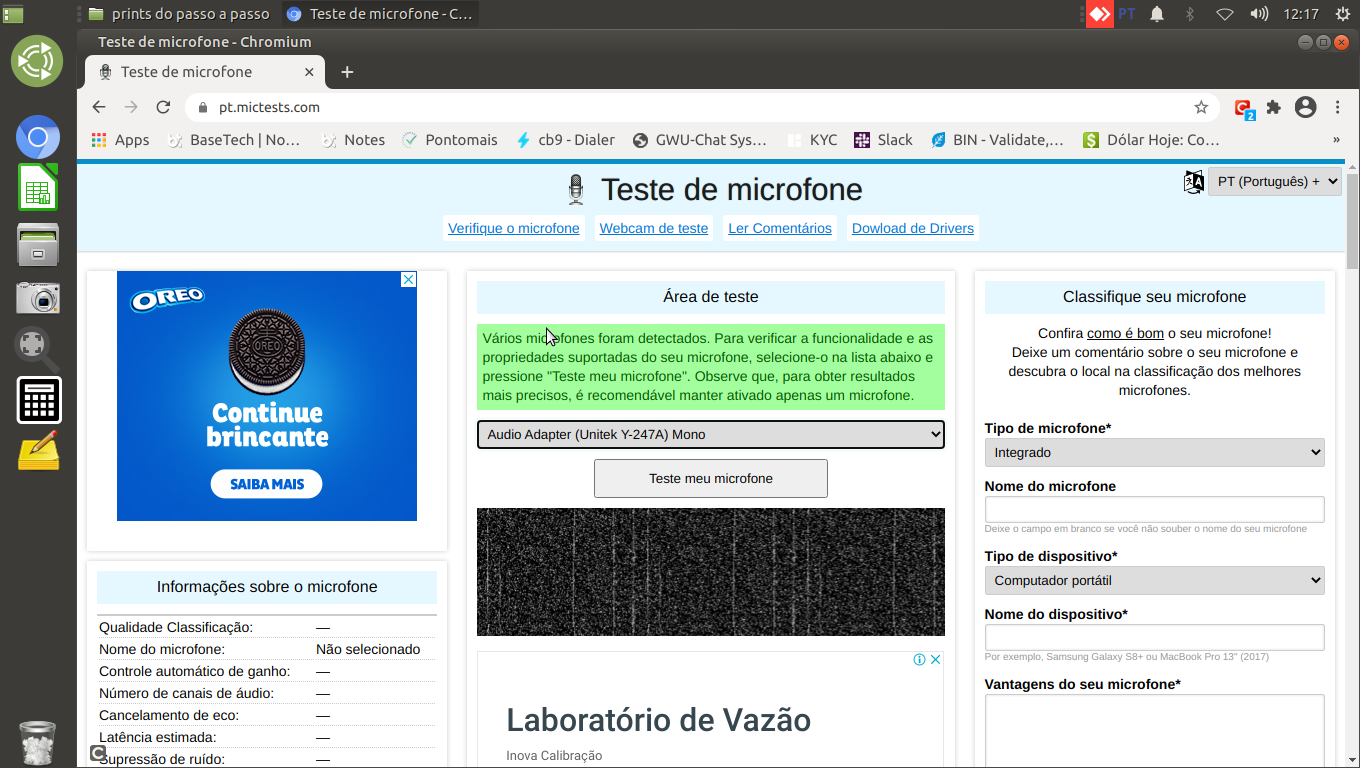 prints do passo a passo
Teste de microfone - C...
PT
12:17
Teste de microfone - Chromium
Teste de microfone
pt.mictests.com
2
Apps
BaseTech | No...
Notes
Pontomais
cb9 - Dialer
GWU-Chat Sys...
KYC
Slack
BIN - Validate,...
Dólar Hoje: Co...
»
Teste de microfone
PT (Português) +
Verifique o microfone
Webcam de teste
Ler Comentários
Dowload de Drivers
OREO
OREO
Continue
brincante
SAIBA MAIS
Informações sobre o microfone
Qualidade Classificação: —
Nome do microfone: Não selecionado
Controle automático de ganho: —
Número de canais de áudio: —
Cancelamento de eco: —
Latência estimada: —
Supressão de ruído: —
Área de teste
Vários microfones foram detectados. Para verificar a funcionalidade e as
propriedades suportadas do seu microfone, selecione-o na lista abaixo e
pressione "Teste meu microfone". Observe que, para obter resultados
mais precisos, é recomendável manter ativado apenas um microfone.
Audio Adapter (Unitek Y-247A) Mono
Teste meu microfone
Laboratório de Vazão
Inova Calibração
Classifique seu microfone
Confira como é bom o seu microfone!
Deixe um comentário sobre o seu microfone e
descubra o local na classificação dos melhores
microfones.
Tipo de microfone*
Integrado
Nome do microfone
Deixe o campo em branco se você não souber o nome do seu microfone
Tipo de dispositivo*
Computador portátil
Nome do dispositivo*
Por exemplo, Samsung Galaxy S8+ ou MacBook Pro 13" (2017)
Vantagens do seu microfone*